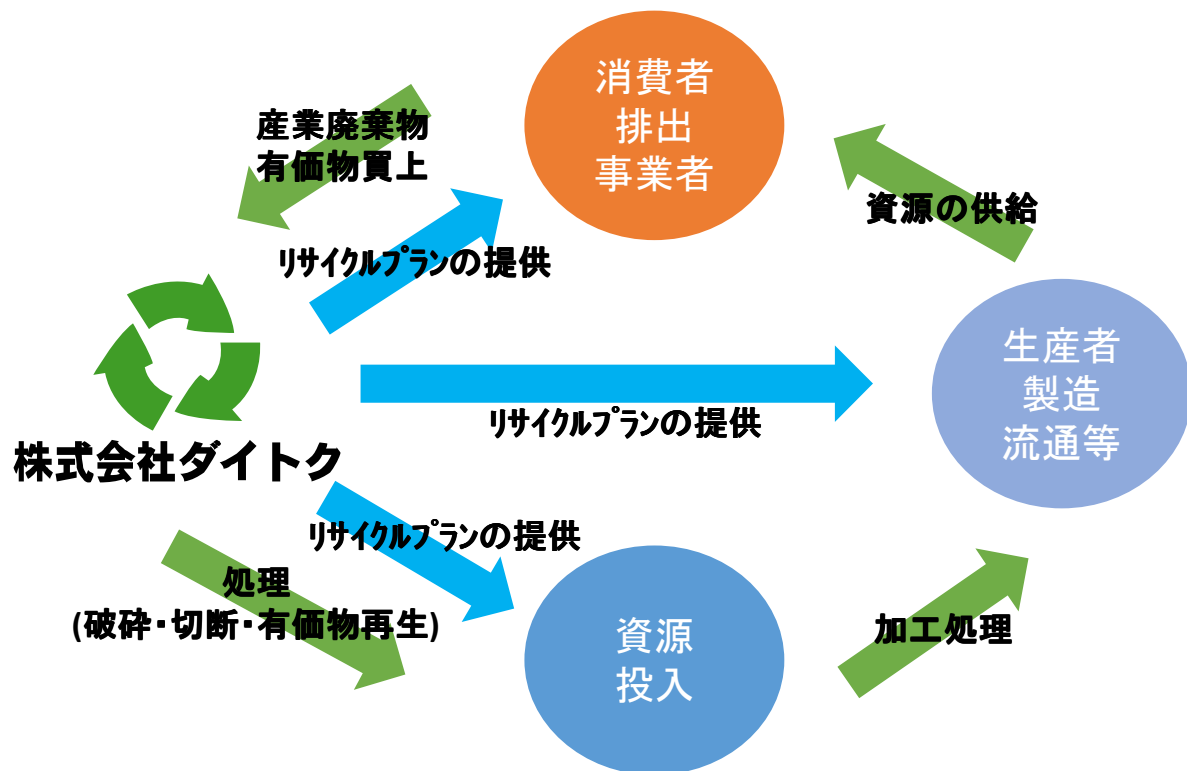 消費者
排出
事業者
産業廃棄物
有価物買上
資源の供給
リサイクルプランの提供
生産者
製造
流通等
リサイクルプランの提供
株式会社ダイトク
リサイクルプランの提供
処理
(破砕・切断・有価物再生)
資源
投入
加工処理